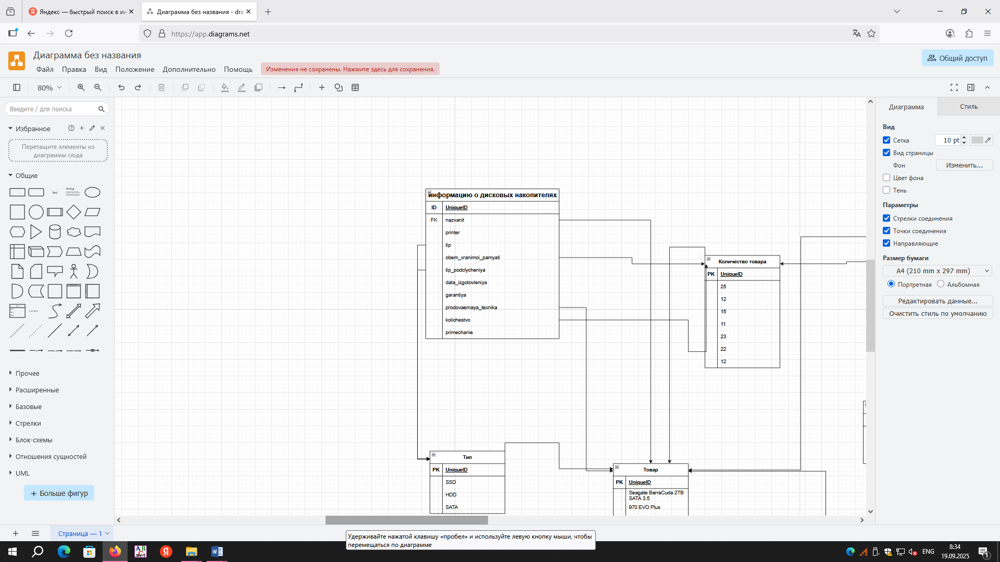 Яндекс — быстрый поиск в ин
Диаграмма без названия - dra
https://app.diagrams.net
Диаграмма без названия
Файл
Правка
Вид
Положение
Дополнительно
Помощь
Изменения не сохранены. Нажмите здесь для сохранения.
Общий доступ
80%
Введите / для поиска
Избранное
Перетащите элементы из
диаграммы сюда
Общие
Text
Heading
List Item
Прочее
Расширенные
Базовые
Стрелки
Блок-схемы
Отношения сущностей
UML
+ Больше фигур
информацию о дисковых накопителях
ID UniqueID
FK nazvanit
printer
tip
obem_xranimoi_pamyati
tip_podclycheniya
data_izgotovleniya
garantiya
prodovaemaya_texnika
kolichestvo
primechanie
Количество товара
PK UniqueID
25
12
15
11
23
22
12
Тип
PK UniqueID
SSD
HDD
SATA
Товар
PK UniqueID
Seagate BarraCuda 2TB
SATA 3.5
970 EVO Plus
Диаграмма
Стиль
Вид
Сетка
10 pt
Вид страницы
Фон
Изменить...
Цвет фона
Тень
Параметры
Стрелки соединения
Точки соединения
Направляющие
Размер бумаги
A4 (210 mm x 297 mm)
Портретная
Альбомная
Редактировать данные...
Очистить стиль по умолчанию
Страница — 1
Удерживайте нажатой клавишу «пробел» и используйте левую кнопку мыши, чтобы
перемещаться по диаграмме
ENG
8:34
19.09.2025
1